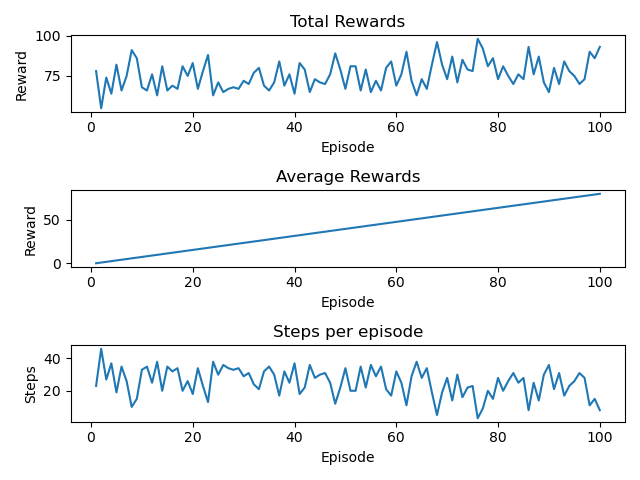 Total Rewards
100
75
Reward
0 20 40 60 80 100
Episode
Average Rewards
50
0
Reward
0 20 40 60 80 100
Episode
Steps per episode
40
20
Steps
0 20 40 60 80 100
Episode